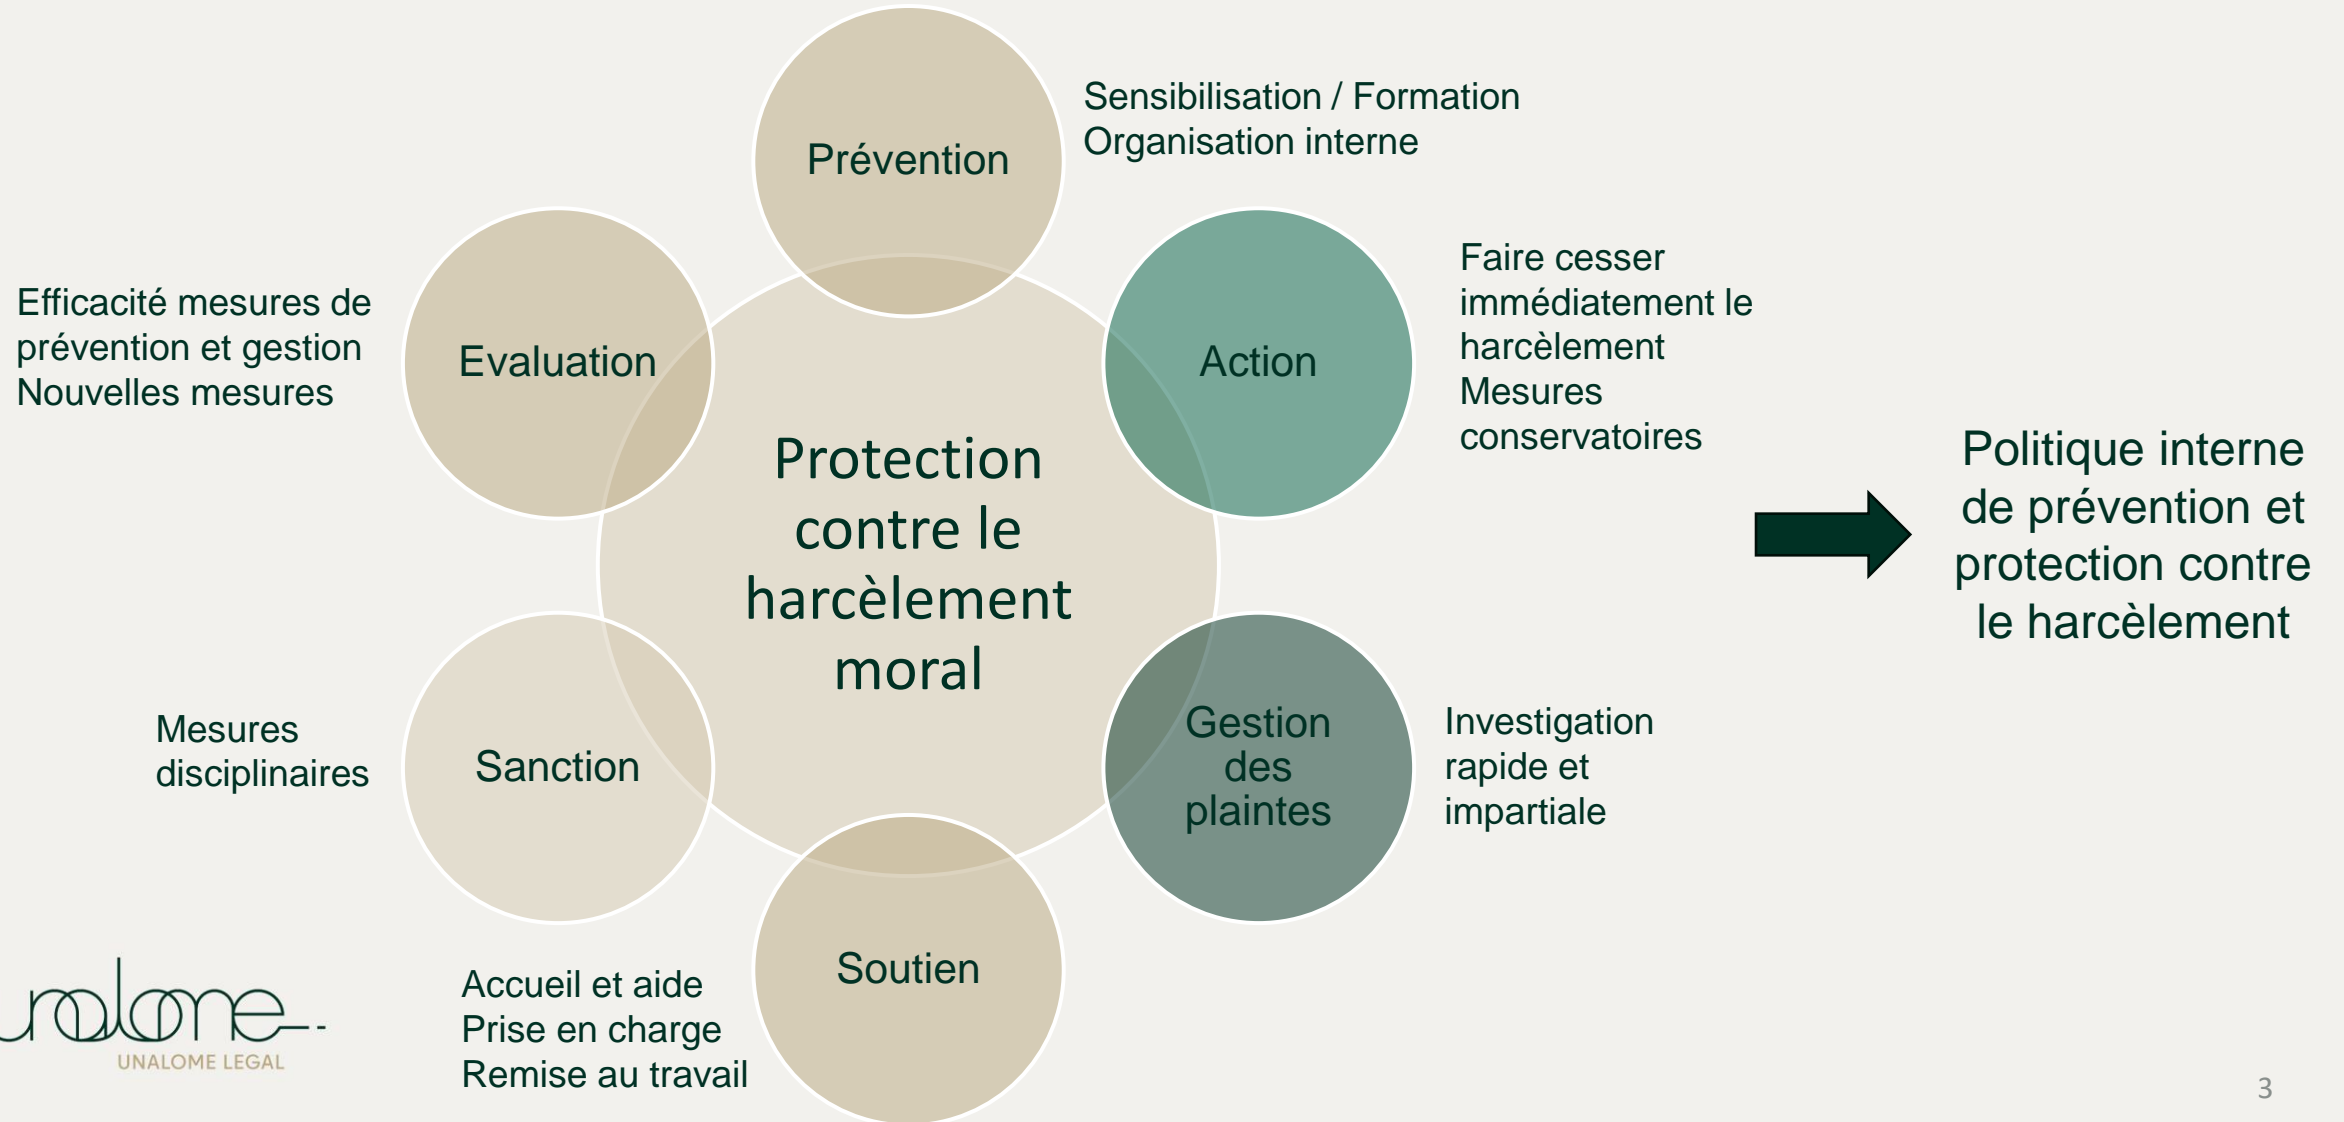 Prévention
Sensibilisation / Formation
Organisation interne
Action
Faire cesser
immédiatement le
harcèlement
Mesures
conservatoires
Gestion
des
plaintes
Investigation
rapide et
impartiale
Soutien
Accueil et aide
Prise en charge
Remise au travail
Sanction
Mesures
disciplinaires
Evaluation
Efficacité mesures de
prévention et gestion
Nouvelles mesures
Protection
contre le
harcèlement
moral
Politique interne
de prévention et
protection contre
le harcèlement
unalome
UNALOME LEGAL
3